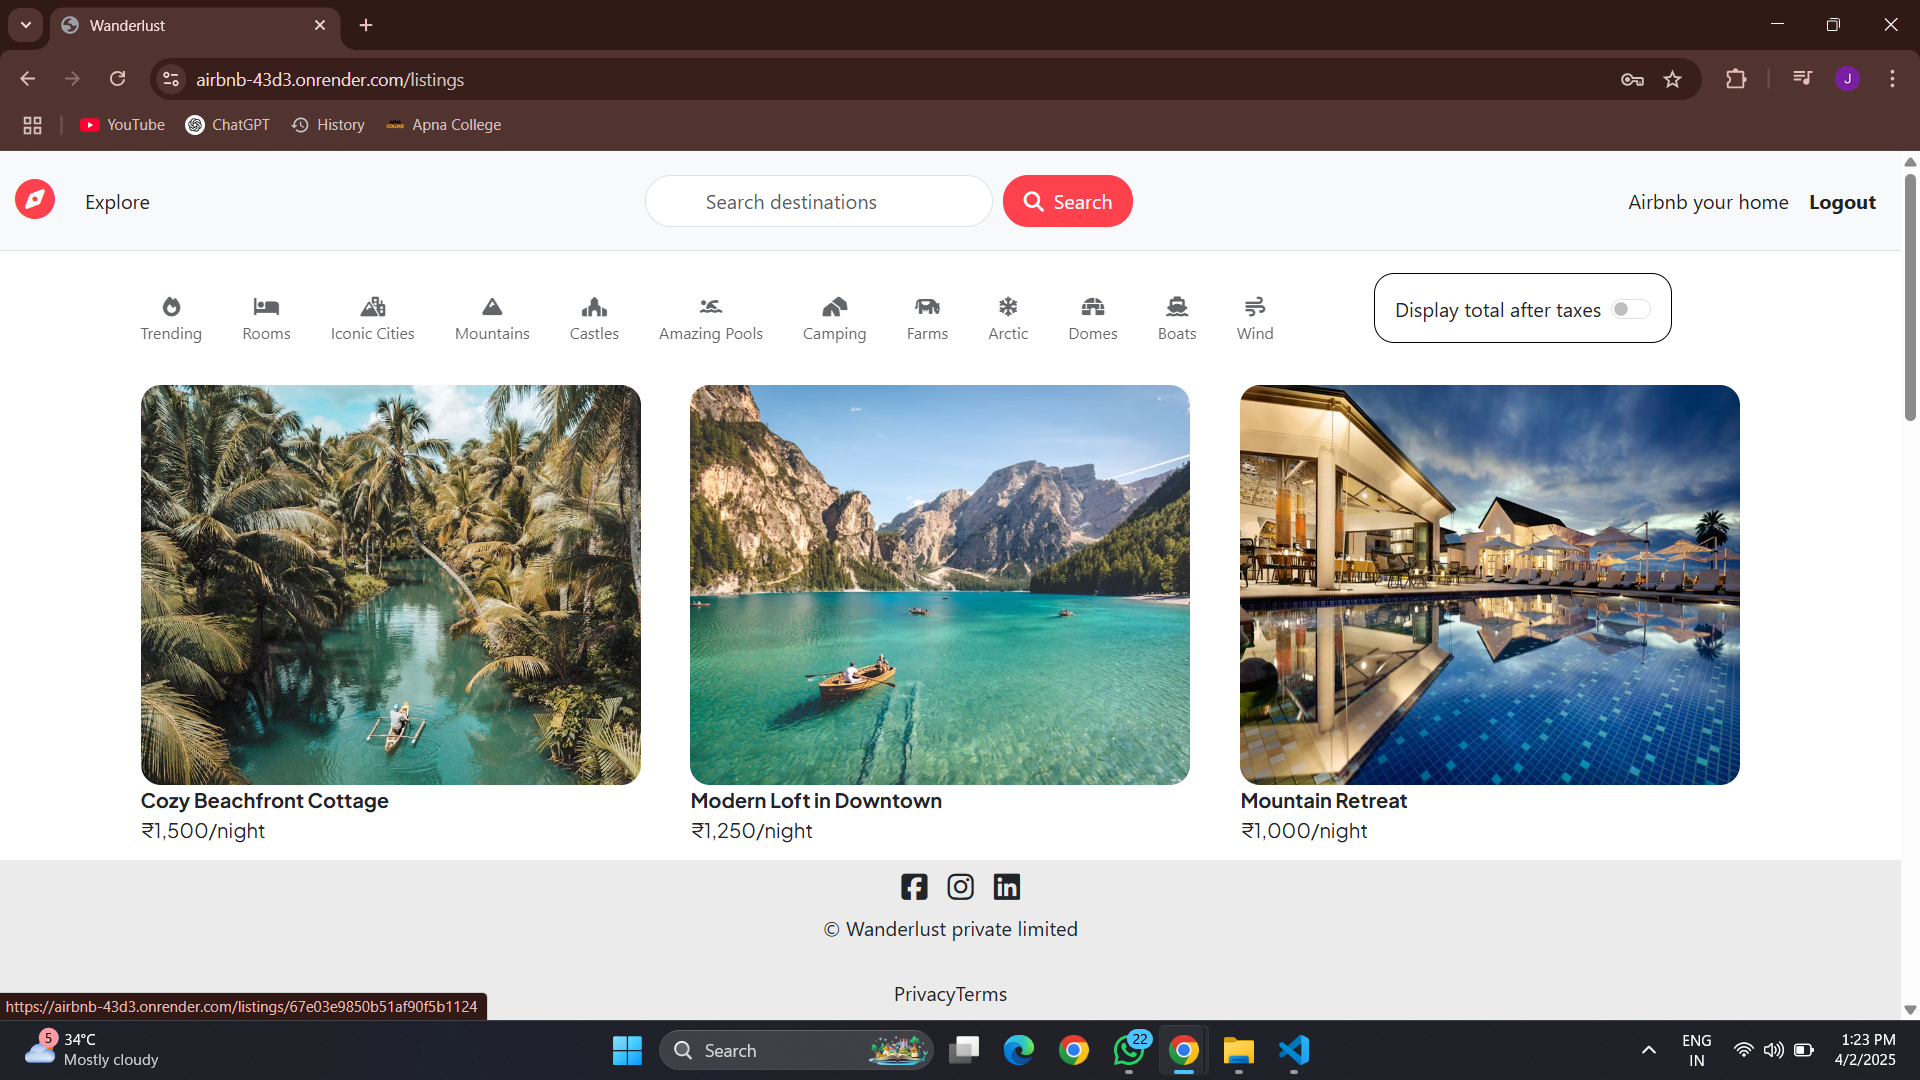 Wanderlust
airbnb-43d3.onrender.com/listings
J
YouTube ChatGPT History Apna College
Explore Search destinations Search Airbnb your home Logout
Trending Rooms Iconic Cities Mountains Castles Amazing Pools Camping Farms Arctic Domes Boats Wind Display total after taxes
Cozy Beachfront Cottage
₹1,500/night
Modern Loft in Downtown
₹1,250/night
Mountain Retreat
₹1,000/night
© Wanderlust private limited
PrivacyTerms
https://airbnb-43d3.onrender.com/listings/67e03e9850b51af90f5b1124
5
34°C
Mostly cloudy
Search
22
ENG
IN
1:23 PM
4/2/2025